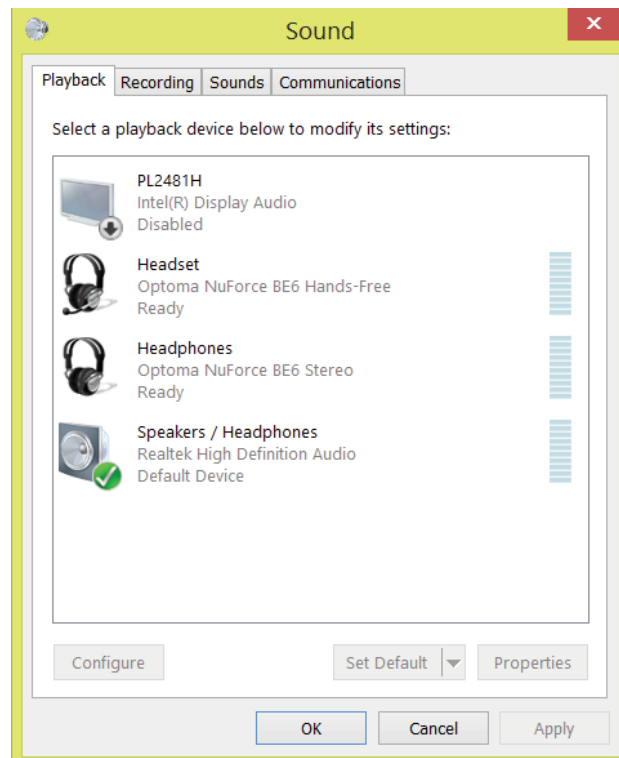 Sound
Playback Recording Sounds Communications
Select a playback device below to modify its settings:
PL2481H
Intel(R) Display Audio
Disabled
Headset
Optoma NuForce BE6 Hands-Free
Ready
Headphones
Optoma NuForce BE6 Stereo
Ready
Speakers / Headphones
Realtek High Definition Audio
Default Device
Configure Set Default Properties
OK Cancel Apply